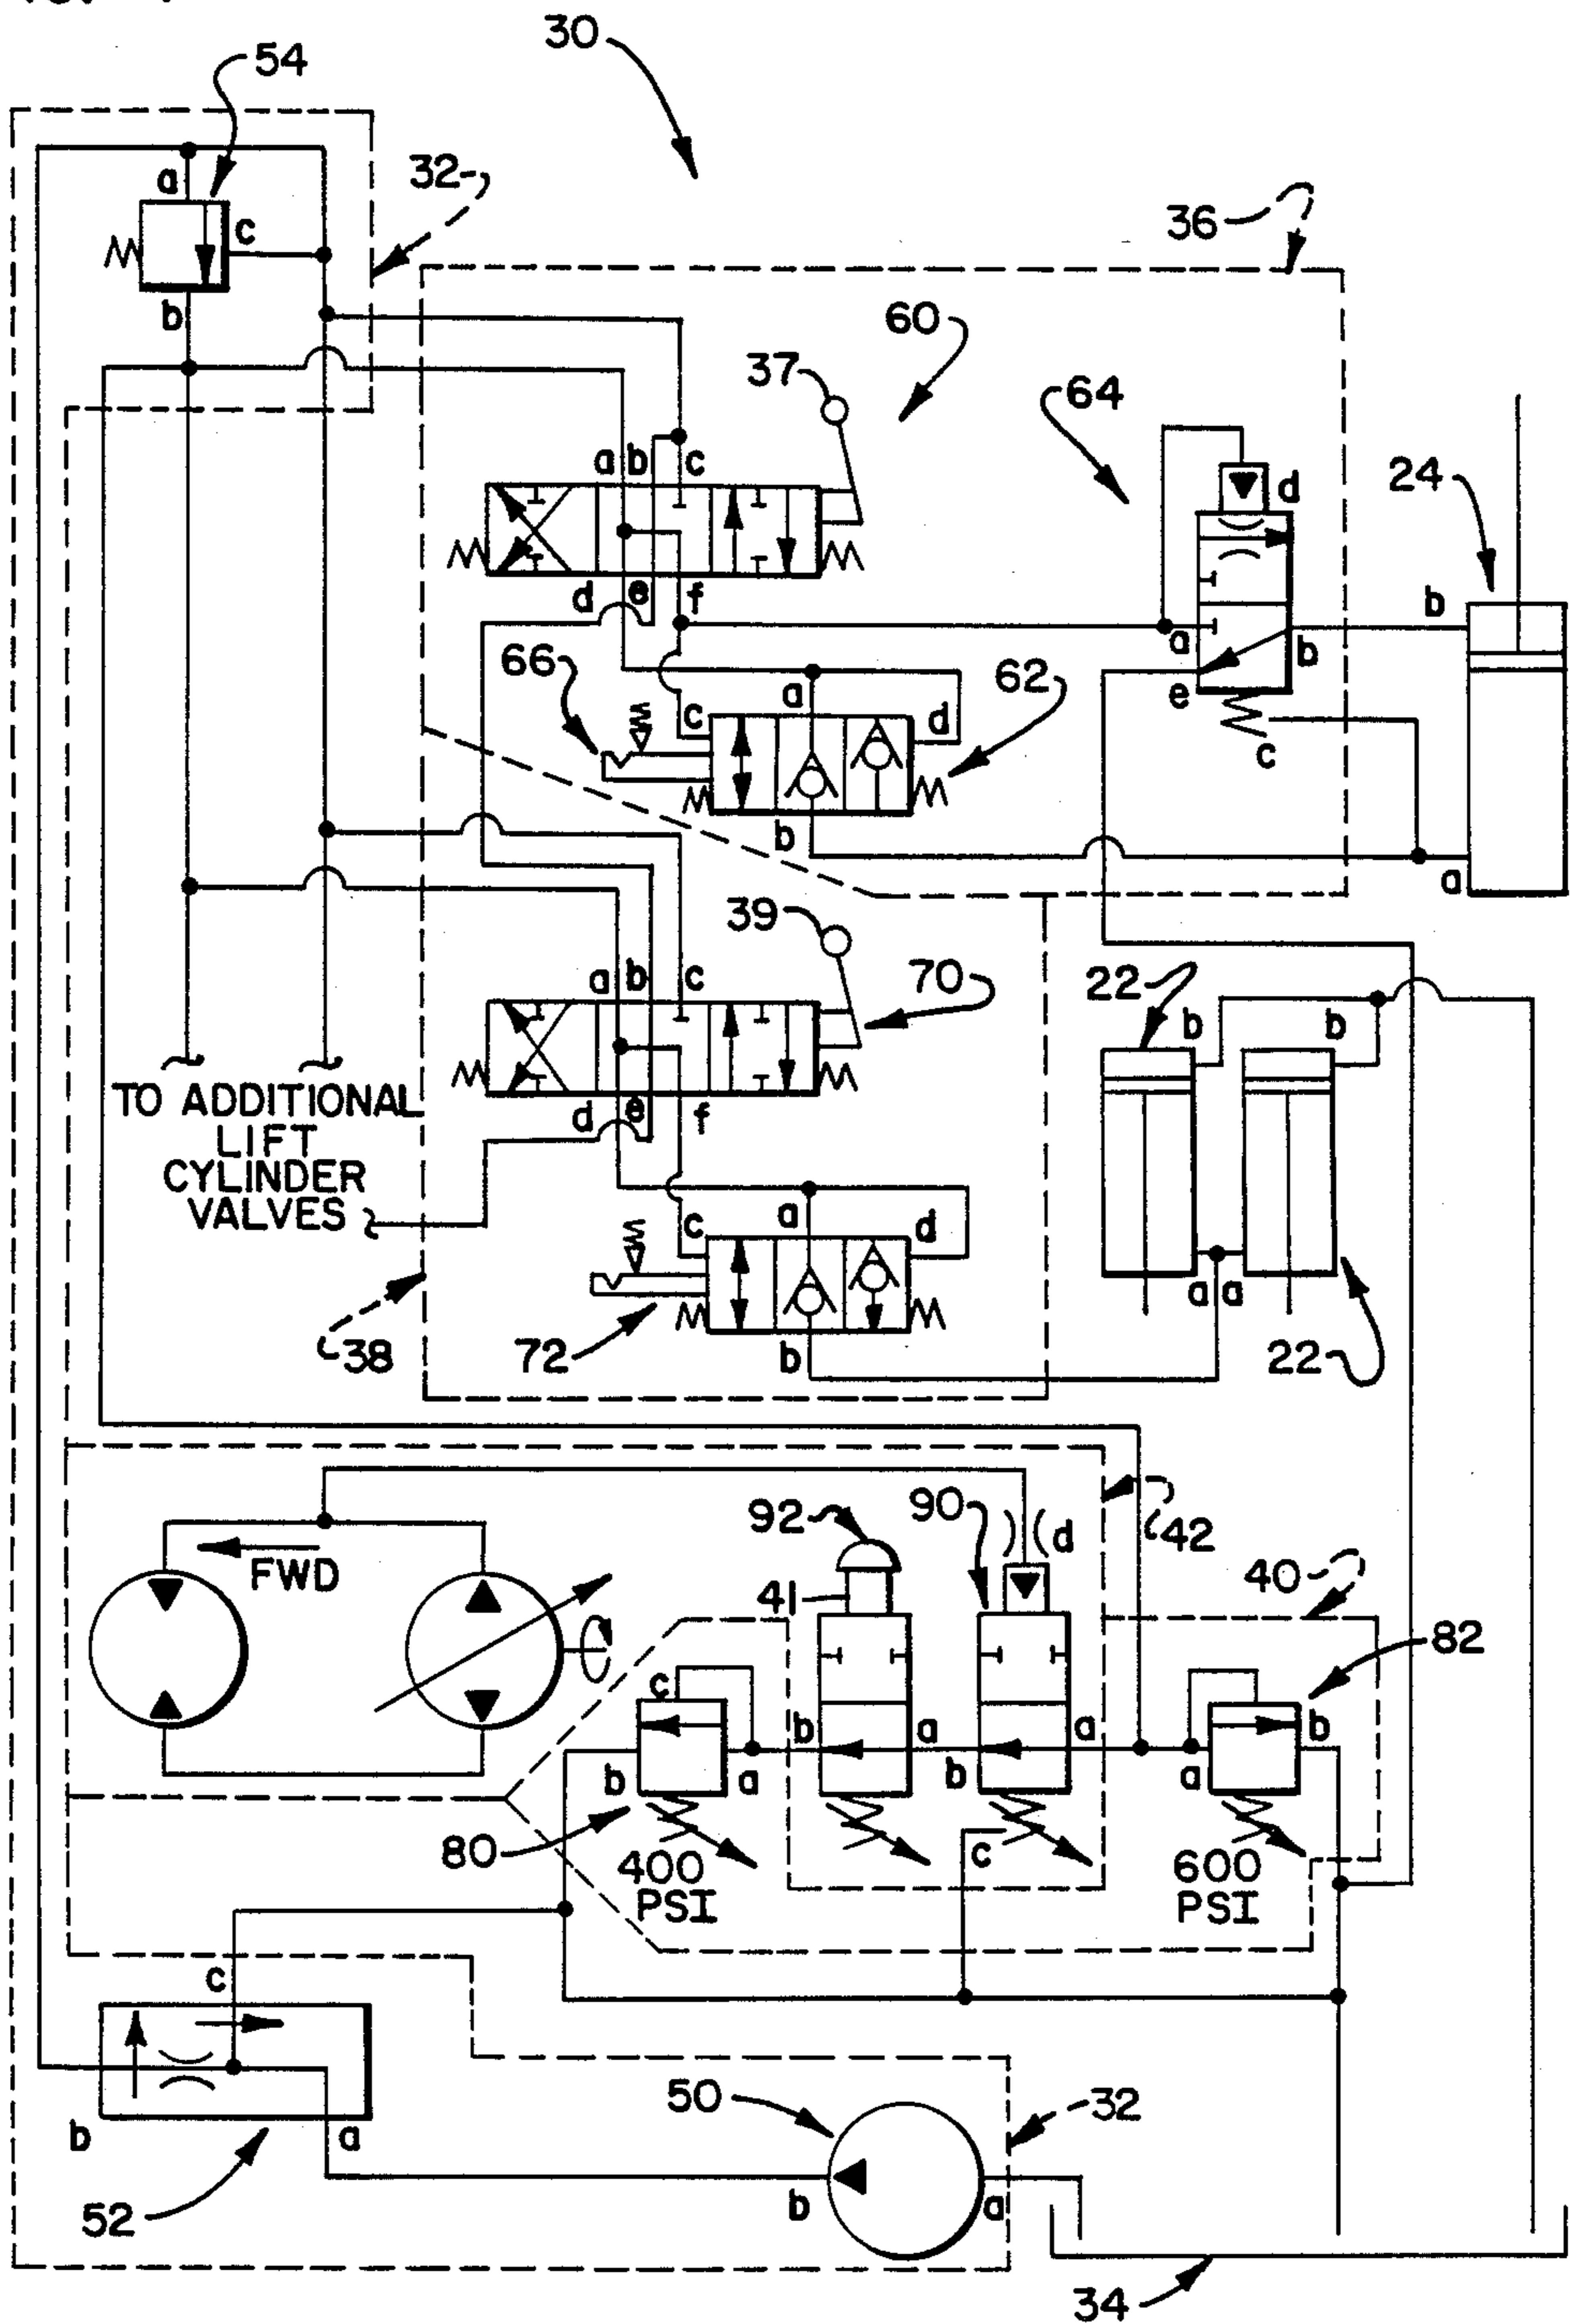 54
30
32
36
a
c
b
60
37
64
24
a b c
d
b
d e f
a
b
e
66
a
62
c
d
c
b
a
39
70
22
a b c
b
b
TO ADDITIONAL
LIFT
CYLINDER
VALVES
d e f
a
c
d
a a
38
72
b
22
92
90
d
42
FWD
41
40
82
c
b
a
a
b
b
a
b
a
80
400
PSI
c
600
PSI
c
50
32
b
a
b
a
52
34